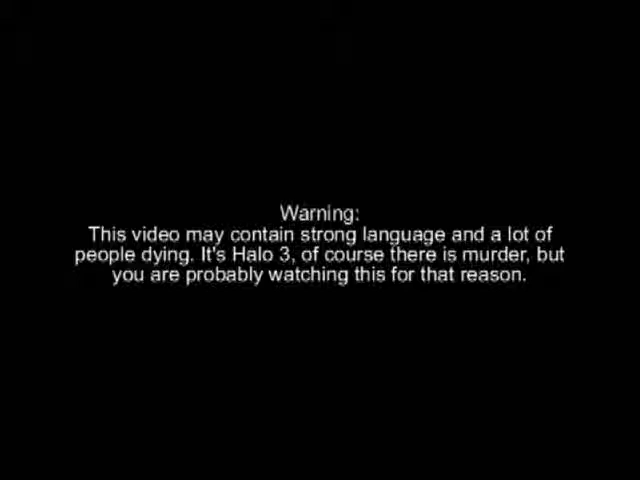 Warning:
This video may contain strong language and a lot of
people dying. It's Halo 3, of course there is murder, but
you are probably watching this for that reason.